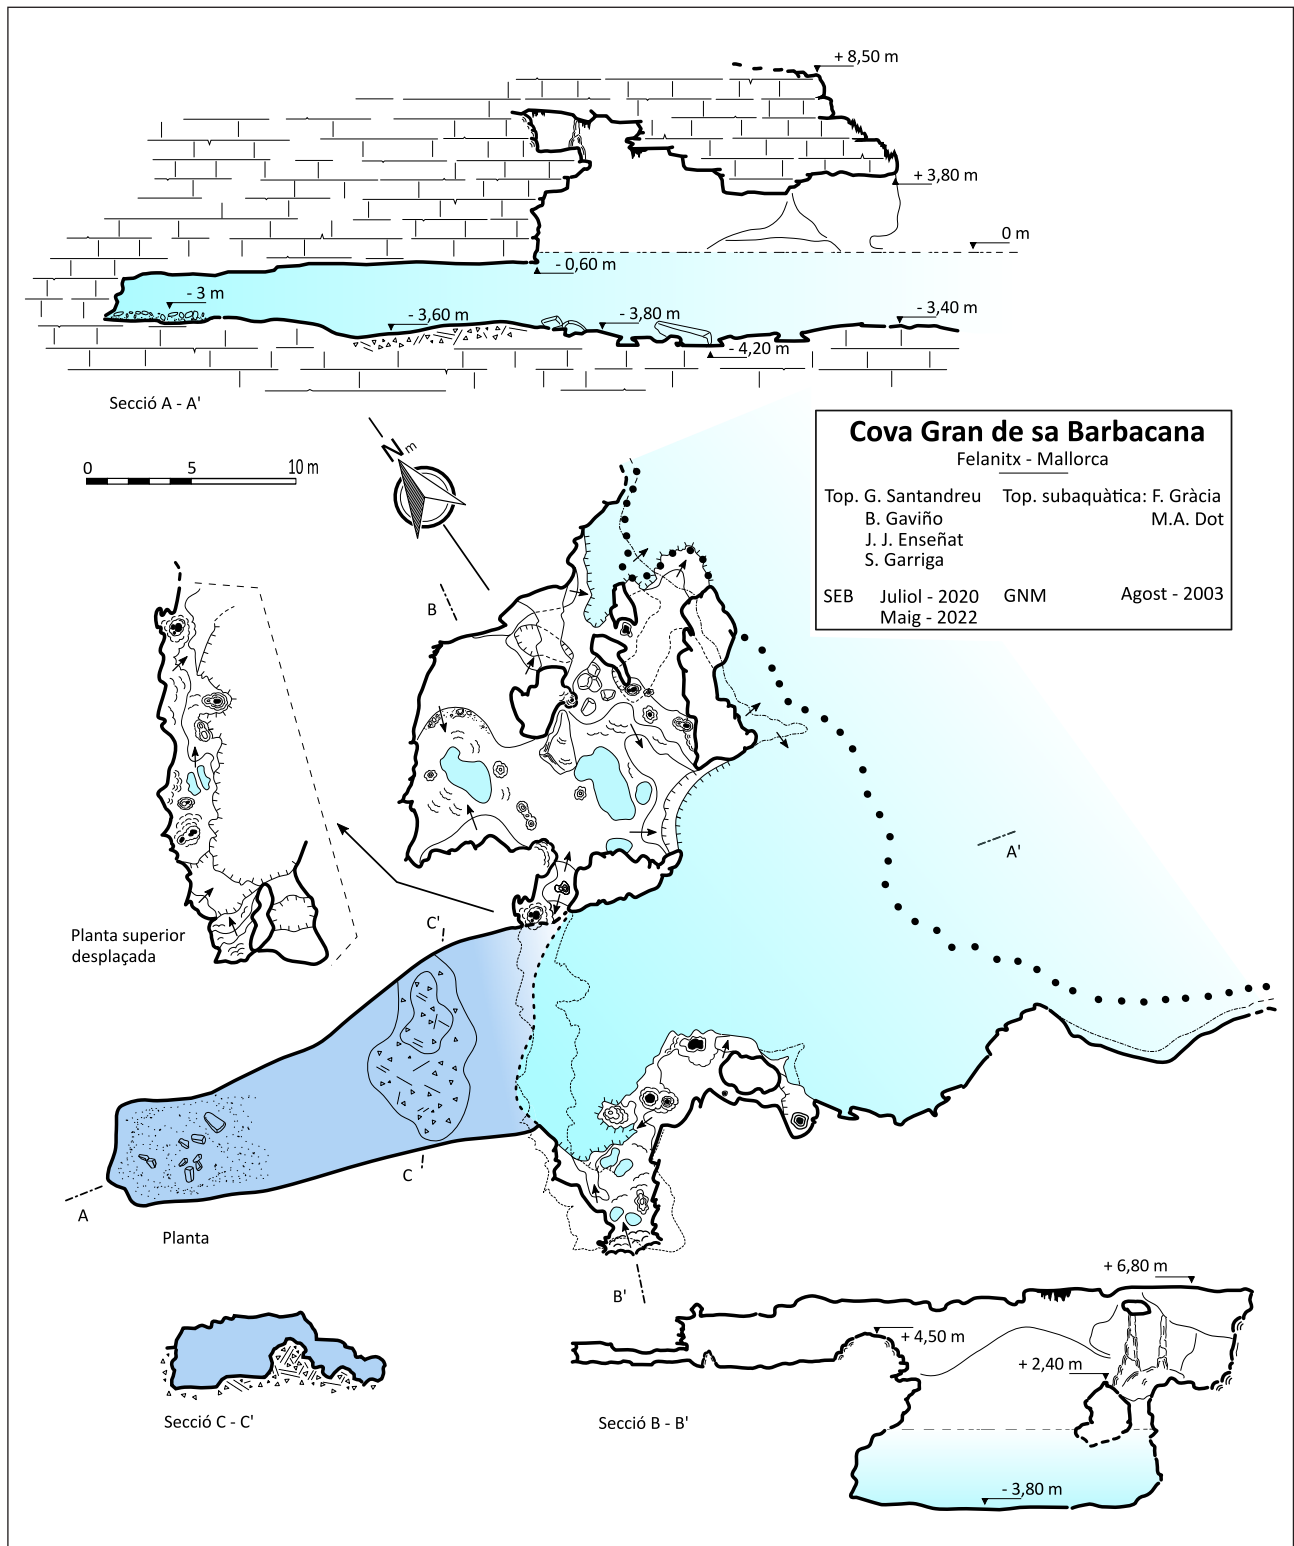 + 8,50 m
+ 3,80 m
0 m
- 0,60 m
- 3 m
- 3,60 m
- 3,80 m
- 3,40 m
- 4,20 m
Secció A - A'
0 5 10 m
N m
Cova Gran de sa Barbacana
Felanitx - Mallorca
Top. G. Santandreu
B. Gaviño
J. J. Enseñat
S. Garriga
Top. subaquàtica: F. Gràcia
M.A. Dot
SEB Juliol - 2020
Maig - 2022
GNM Agost - 2003
B
A'
C'
Planta superior
desplaçada
C
A
Planta
B'
+ 6,80 m
+ 4,50 m
+ 2,40 m
- 3,80 m
Secció C - C'
Secció B - B'